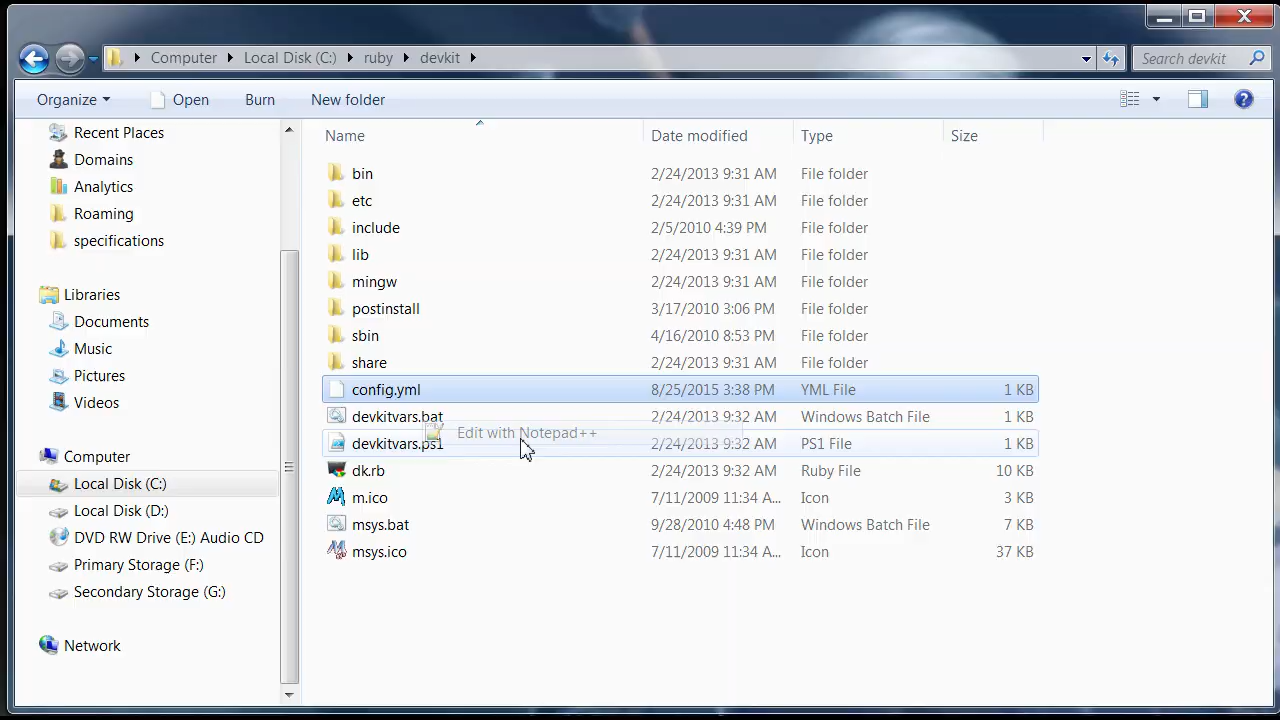 Computer Local Disk (C:) ruby devkit Search devkit
Organize Open Burn New folder
Recent Places
Domains
Analytics
Roaming
specifications
Libraries
Documents
Music
Pictures
Videos
Computer
Local Disk (C:)
Local Disk (D:)
DVD RW Drive (E:) Audio CD
Primary Storage (F:)
Secondary Storage (G:)
Network
Name Date modified Type Size
bin 2/24/2013 9:31 AM File folder
etc 2/24/2013 9:31 AM File folder
include 2/5/2010 4:39 PM File folder
lib 2/24/2013 9:31 AM File folder
mingw 2/24/2013 9:31 AM File folder
postinstall 3/17/2010 3:06 PM File folder
sbin 4/16/2010 8:53 PM File folder
share 2/24/2013 9:31 AM File folder
config.yml 8/25/2015 3:38 PM YML File 1 KB
devkitvars.bat 2/24/2013 9:32 AM Windows Batch File 1 KB
Edit with Notepad++
devkitvars.ps1 2/24/2013 9:32 AM PS1 File 1 KB
dk.rb 2/24/2013 9:32 AM Ruby File 10 KB
m.ico 7/11/2009 11:34 A... Icon 3 KB
msys.bat 9/28/2010 4:48 PM Windows Batch File 7 KB
msys.ico 7/11/2009 11:34 A... Icon 37 KB